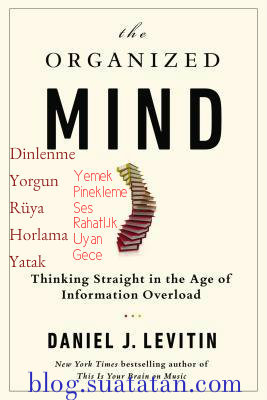 the
ORGANIZED
MIND
Dinlenme
Yorgun
Rüya
Horlama
Yatak
Yemek
Pinekleme
Ses
Rahatlık
Uyan
Gece
Thinking Straight in the Age of
Information Overload
DANIEL J. LEVITIN
New York Times bestselling author of
This Is Your Brain on Music
blog.suatatan.com